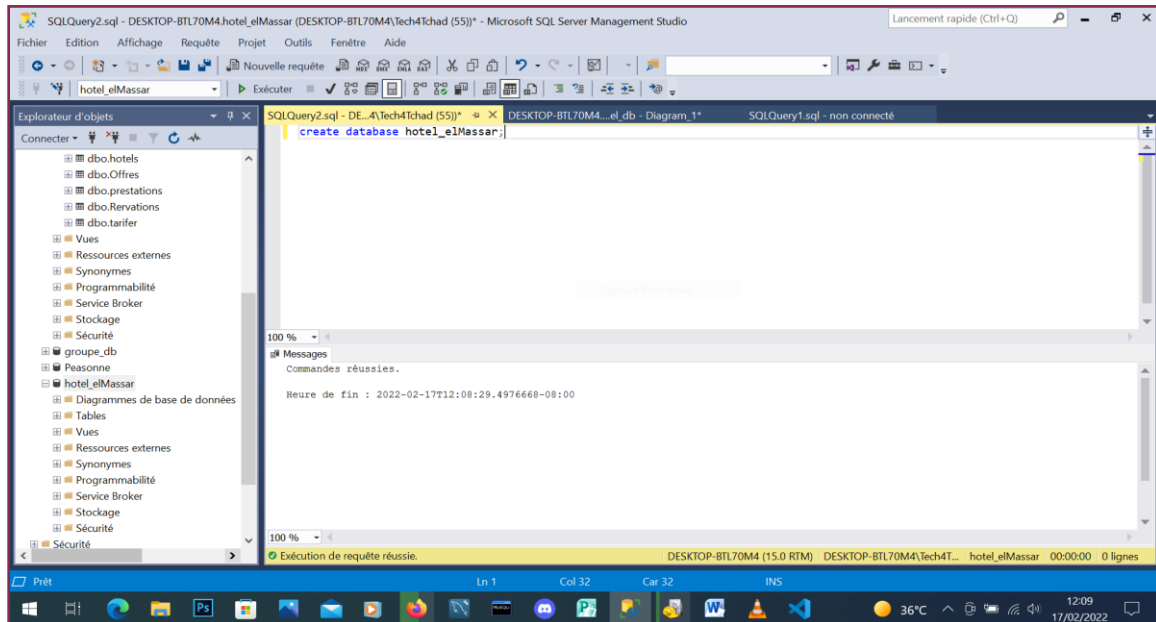 SQLQuery2.sql - DESKTOP-BTL70M4.hotel_elMassar (DESKTOP-BTL70M4\Tech4Tchad (55))* - Microsoft SQL Server Management Studio
Lancement rapide (Ctrl+Q)
Fichier Edition Affichage Requête Projet Outils Fenêtre Aide
Nouvelle requête
hotel_elMassar Exécuter
Explorateur d'objets
SQLQuery2.sql - DE...4\Tech4Tchad (55))* DESKTOP-BTL70M4....el_db - Diagram_1* SQLQuery1.sql - non connecté
Connecter
create database hotel_elMassar;
dbo.hotels
dbo.Offres
dbo.prestations
dbo.Rervations
dbo.tarifer
Vues
Ressources externes
Synonymes
Programmabilité
Service Broker
Stockage
Sécurité
groupe_db
Peasonne
hotel_elMassar
Diagrammes de base de données
Tables
Vues
Ressources externes
Synonymes
Programmabilité
Service Broker
Stockage
Sécurité
Sécurité
100 %
Messages
Commandes réussies.
Heure de fin : 2022-02-17T12:08:29.4976668-08:00
100 %
Exécution de requête réussie. DESKTOP-BTL70M4 (15.0 RTM) DESKTOP-BTL70M4\Tech4T... hotel_elMassar 00:00:00 0 lignes
Prêt Ln 1 Col 32 Car 32 INS
36°C 12:09
17/02/2022